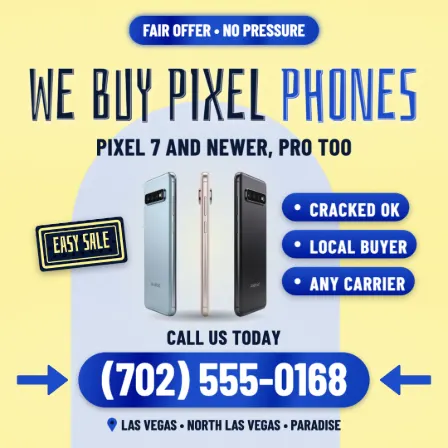 FAIR OFFER • NO PRESSURE
WE BUY PIXEL PHONES
PIXEL 7 AND NEWER, PRO TOO
EASY SALE
• CRACKED OK
• LOCAL BUYER
• ANY CARRIER
CALL US TODAY
(702) 555-0168
LAS VEGAS • NORTH LAS VEGAS • PARADISE